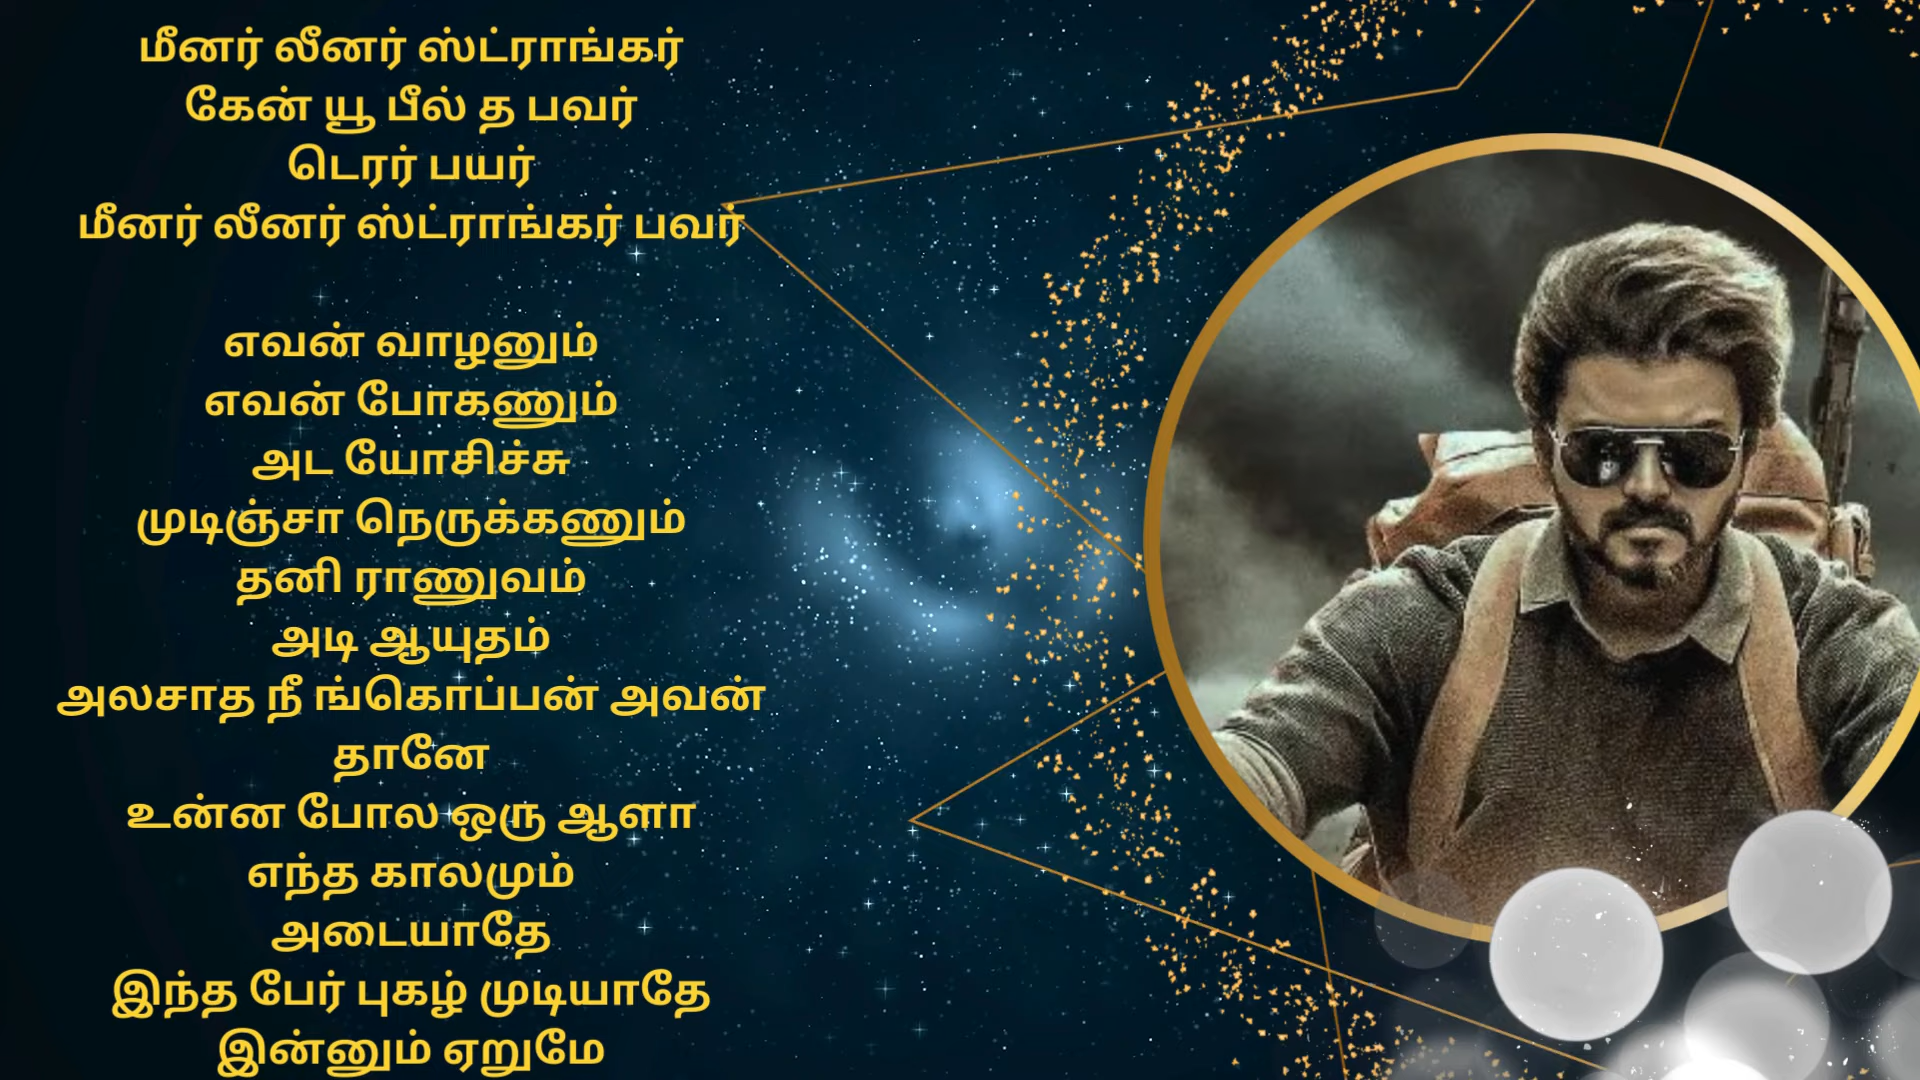 மீனர் லீனர் ஸ்ட்ராங்கர்
கேன் யூ பீல் த பவர்
டெரர் பயர்
மீனர் லீனர் ஸ்ட்ராங்கர் பவர்
எவன் வாழனும்
எவன் போகணும்
அட யோசிச்சு
முடிஞ்சா நெருக்கணும்
தனி ராணுவம்
அடி ஆயுதம்
அலசாத நீ ங்கொப்பன் அவன்
தானே
உன்ன போல ஒரு ஆளா
எந்த காலமும்
அடையாதே
இந்த பேர் புகழ் முடியாதே
இன்னும் ஏறுமே